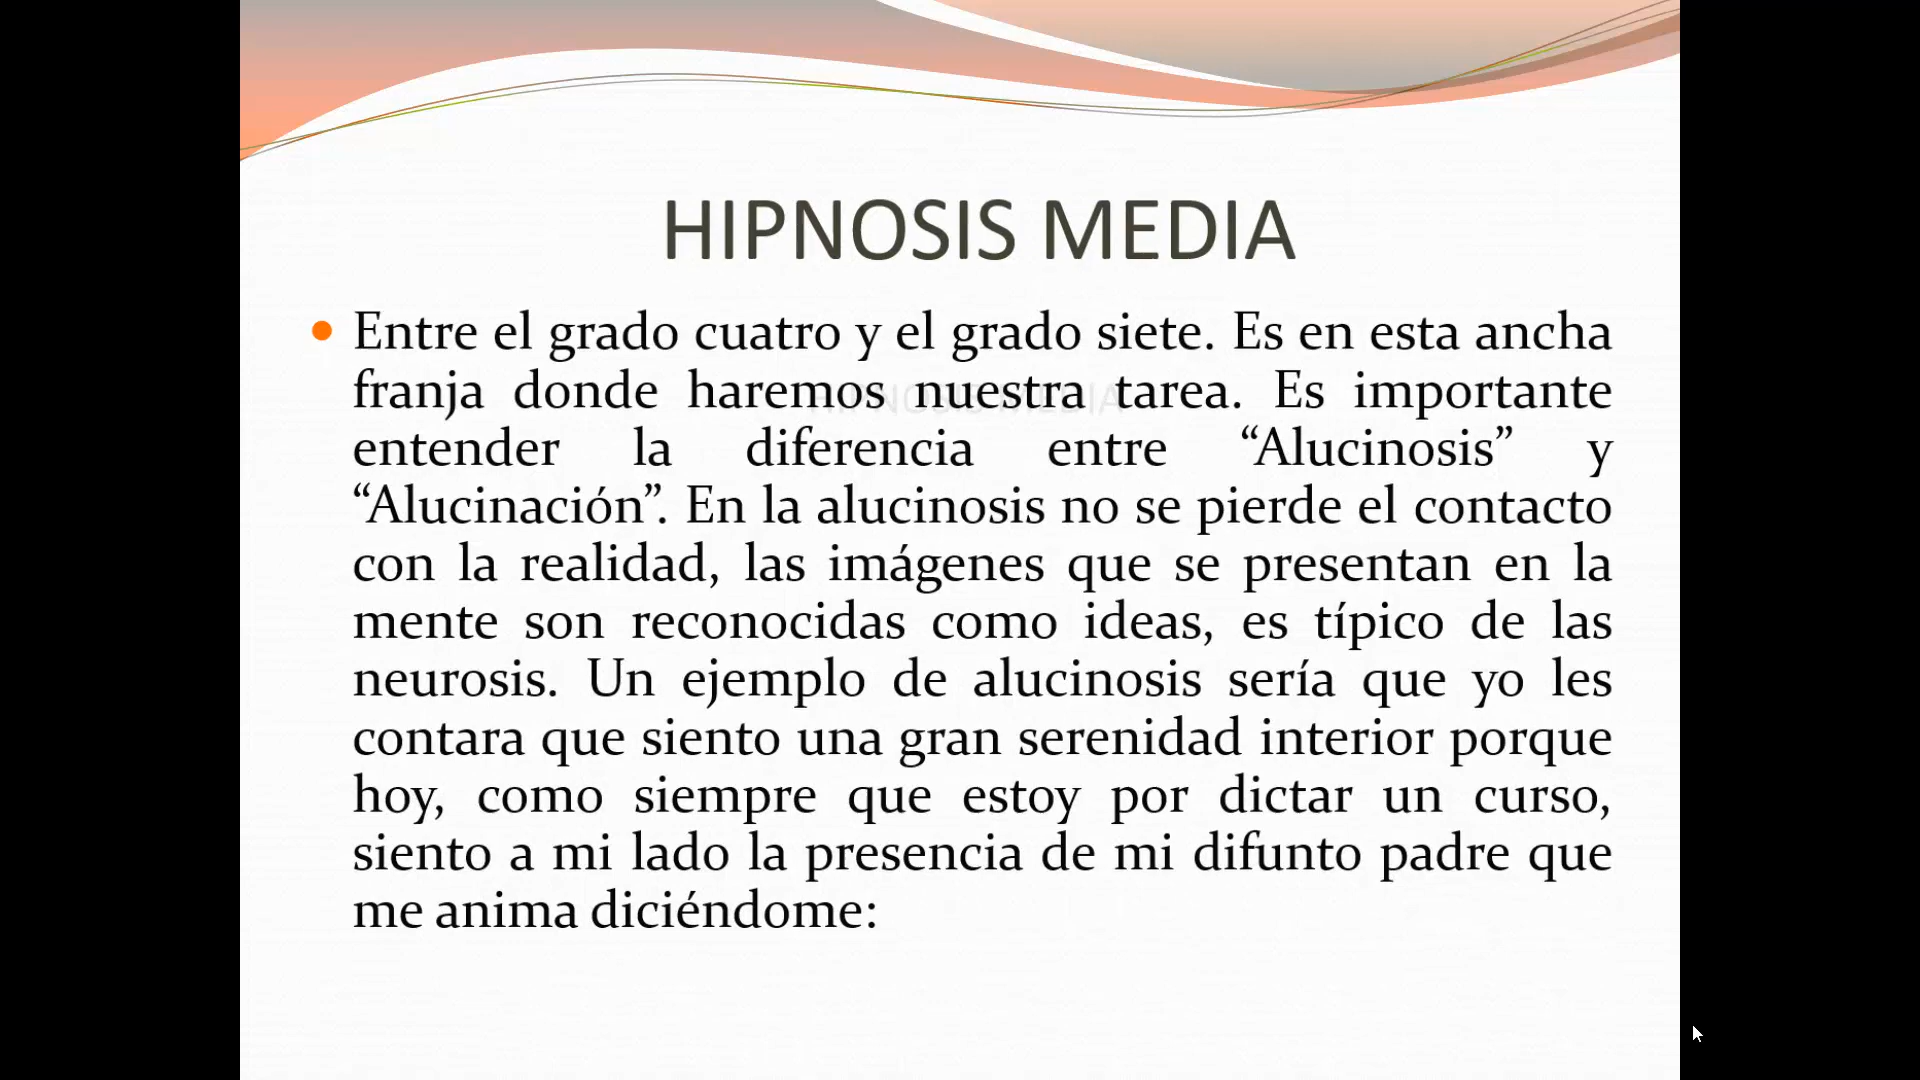 HIPNOSIS MEDIA
Entre el grado cuatro y el grado siete. Es en esta ancha
franja donde haremos nuestra tarea. Es importante
entender la diferencia entre “Alucinosis” y
“Alucinación”. En la alucinosis no se pierde el contacto
con la realidad, las imágenes que se presentan en la
mente son reconocidas como ideas, es típico de las
neurosis. Un ejemplo de alucinosis sería que yo les
contara que siento una gran serenidad interior porque
hoy, como siempre que estoy por dictar un curso,
siento a mi lado la presencia de mi difunto padre que
me anima diciéndome:
HIPNOSIS MEDIA